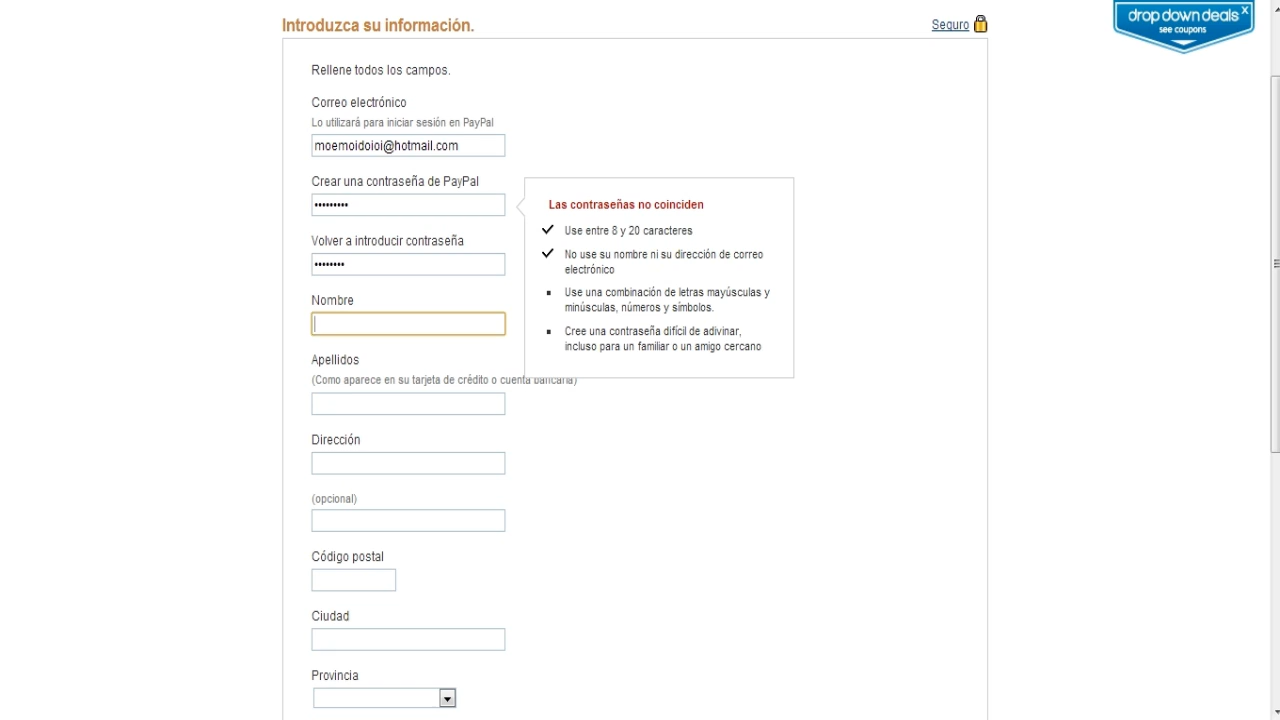 Introduzca su información.
Seguro
drop down deals x
see coupons
Rellene todos los campos.
Correo electrónico
Lo utilizará para iniciar sesión en PayPal
moemoidoioi@hotmail.com
Crear una contraseña de PayPal
•••••••••
Las contraseñas no coinciden
Use entre 8 y 20 caracteres
No use su nombre ni su dirección de correo
electrónico
Use una combinación de letras mayúsculas y
minúsculas, números y símbolos.
Cree una contraseña difícil de adivinar,
incluso para un familiar o un amigo cercano
Volver a introducir contraseña
••••••••
Nombre
Apellidos
(Como aparece en su tarjeta de crédito o cuenta bancaria)
Dirección
(opcional)
Código postal
Ciudad
Provincia